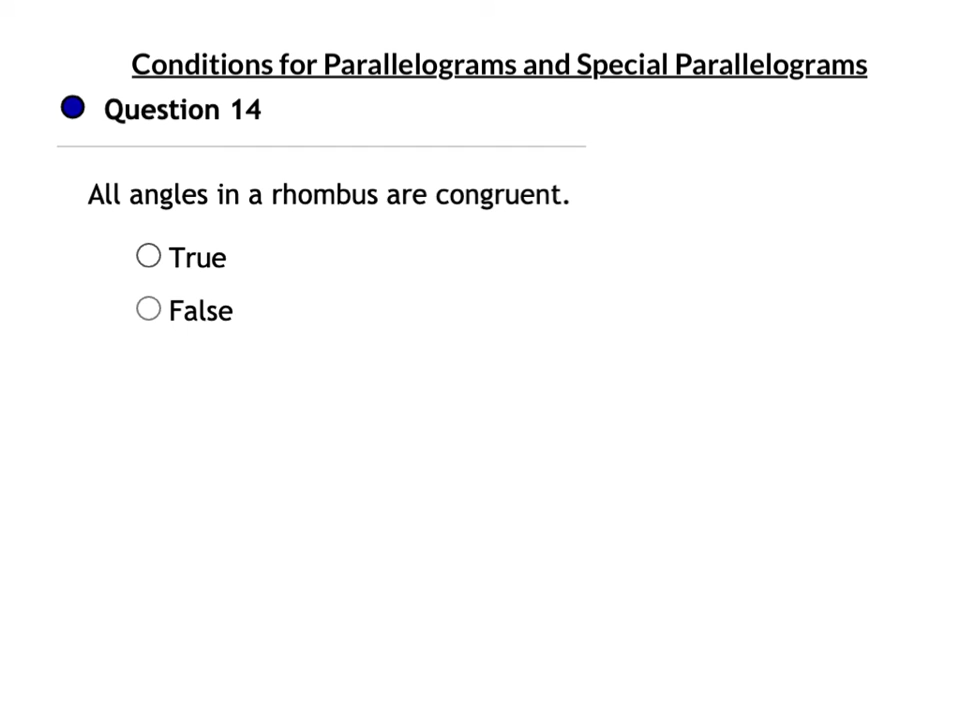 Conditions for Parallelograms and Special Parallelograms
Question 14
All angles in a rhombus are congruent.
True
False